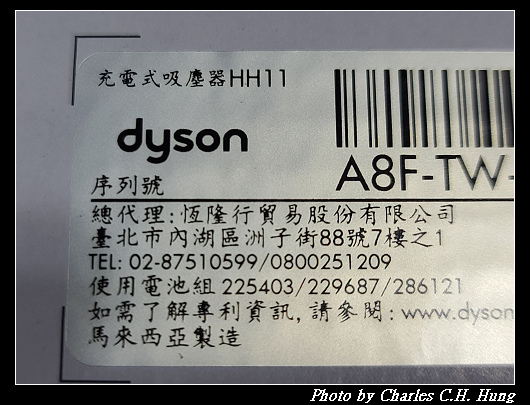 充電式吸塵器HH11
dyson
序列號
A8F-TW-
總代理:恆隆行貿易股份有限公司
臺北市內湖區洲子街88號7樓之1
TEL: 02-87510599/0800251209
使用電池組 225403/229687/286121
如需了解專利資訊,請參閱: www.dyson
馬來西亞製造
Photo by Charles C.H. Hung